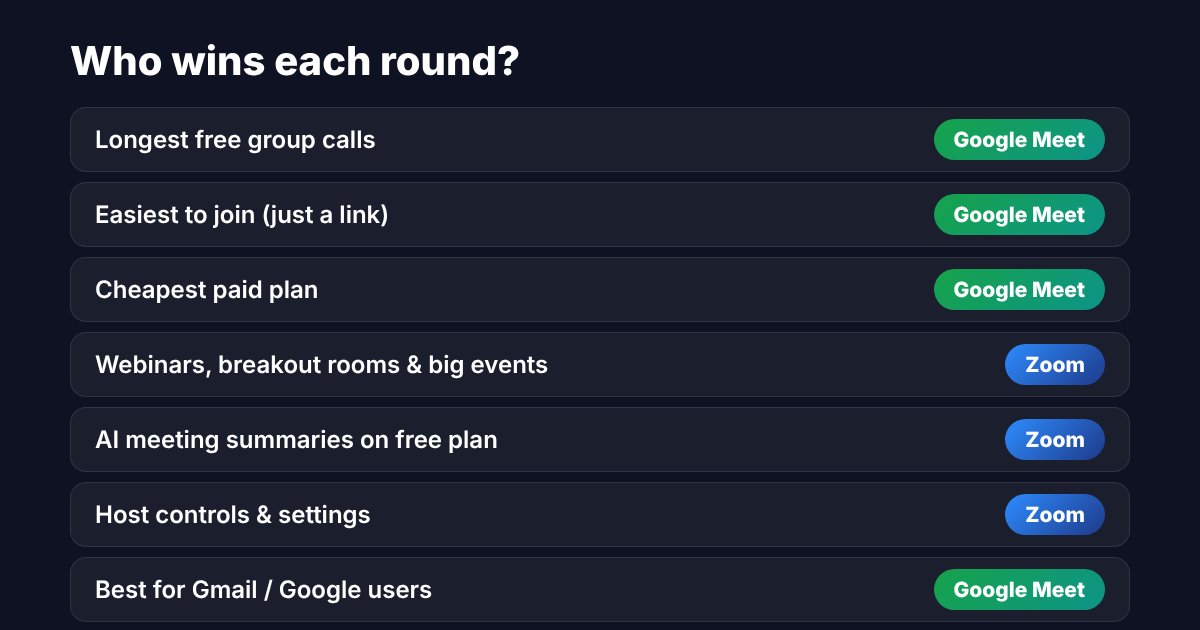 Who wins each round?
Longest free group calls Google Meet
Easiest to join (just a link) Google Meet
Cheapest paid plan Google Meet
Webinars, breakout rooms & big events Zoom
AI meeting summaries on free plan Zoom
Host controls & settings Zoom
Best for Gmail / Google users Google Meet